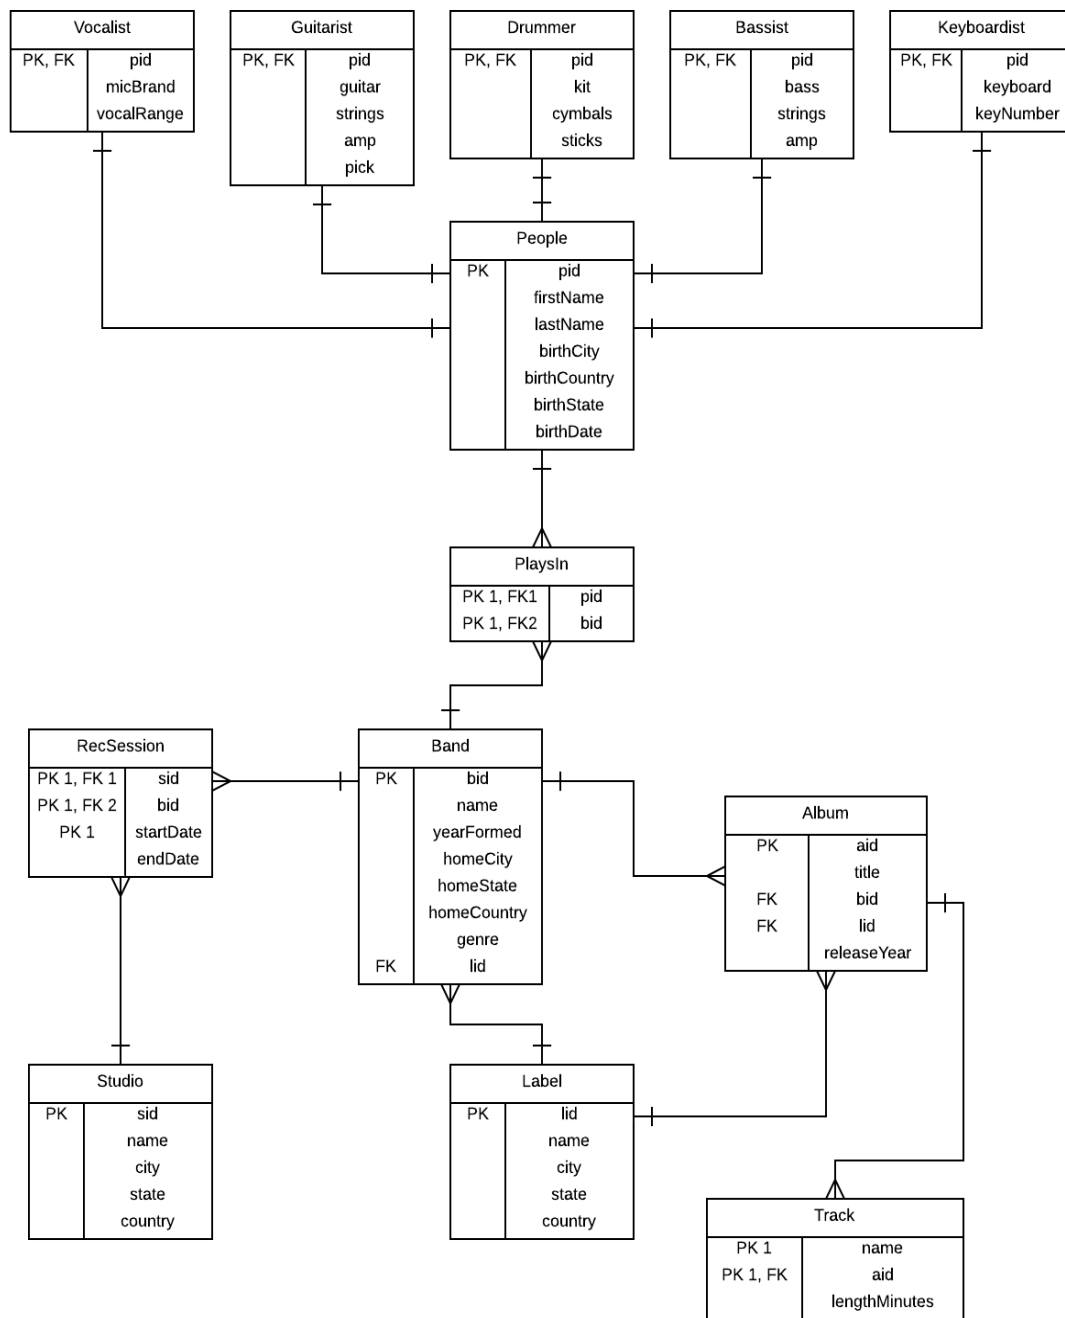 Vocalist
PK, FK pid
micBrand
vocalRange
Guitarist
PK, FK pid
guitar
strings
amp
pick
Drummer
PK, FK pid
kit
cymbals
sticks
Bassist
PK, FK pid
bass
strings
amp
Keyboardist
PK, FK pid
keyboard
keyNumber
People
PK pid
firstName
lastName
birthCity
birthCountry
birthState
birthDate
PlaysIn
PK 1, FK1 pid
PK 1, FK2 bid
RecSession
PK 1, FK 1 sid
PK 1, FK 2 bid
PK 1 startDate
endDate
Band
PK bid
name
yearFormed
homeCity
homeState
homeCountry
genre
FK lid
Album
PK aid
title
FK bid
FK lid
releaseYear
Studio
PK sid
name
city
state
country
Label
PK lid
name
city
state
country
Track
PK 1 name
PK 1, FK aid
lengthMinutes